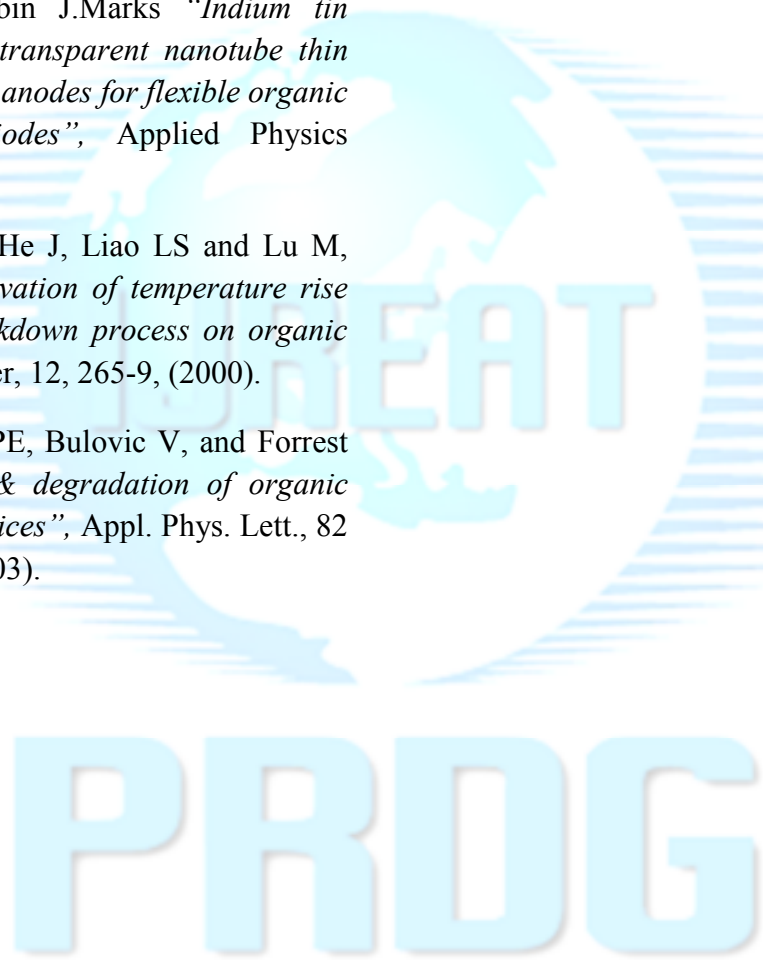 bin J.Marks “Indium tin
transparent nanotube thin
anodes for flexible organic
odes”, Applied Physics
He J, Liao LS and Lu M,
vation of temperature rise
kdown process on organic
er, 12, 265-9, (2000).
PE, Bulovic V, and Forrest
& degradation of organic
ices”, Appl. Phys. Lett., 82
03).
IJREAT
PRDG